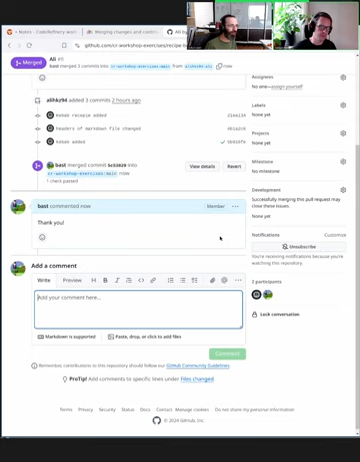 Merging changes and contri
github.com/cr-workshop-exercises/recipe-b
Merged
Ali #8
bast merged 3 commits into cr-workshop-exercises:main from
now
alihkz94 added 3 commits 2 hours ago
kebab recepie added
headers of markdown file changed
kebab added
bast merged commit 5c53820 into
cr-workshop-exercises:main now
1 check passed
View details
Revert
bast commented now
Member
Thank you!
Add a comment
Write
Preview
Add your comment here...
Markdown is supported
Paste, drop, or click to add files
Comment
Remember, contributions to this repository should follow our GitHub Community Guidelines.
ProTip! Add comments to specific lines under Files changed.
Assignees
No one—assign yourself
Labels
None yet
Projects
None yet
Milestone
No milestone
Development
Successfully merging this pull request may
close these issues.
None yet
Notifications
Customize
Unsubscribe
You're receiving notifications because you're
watching this repository.
2 participants
Lock conversation
Terms
Privacy
Security
Status
Docs
Contact
Manage cookies
Do not share my personal information
© 2024 GitHub, Inc.